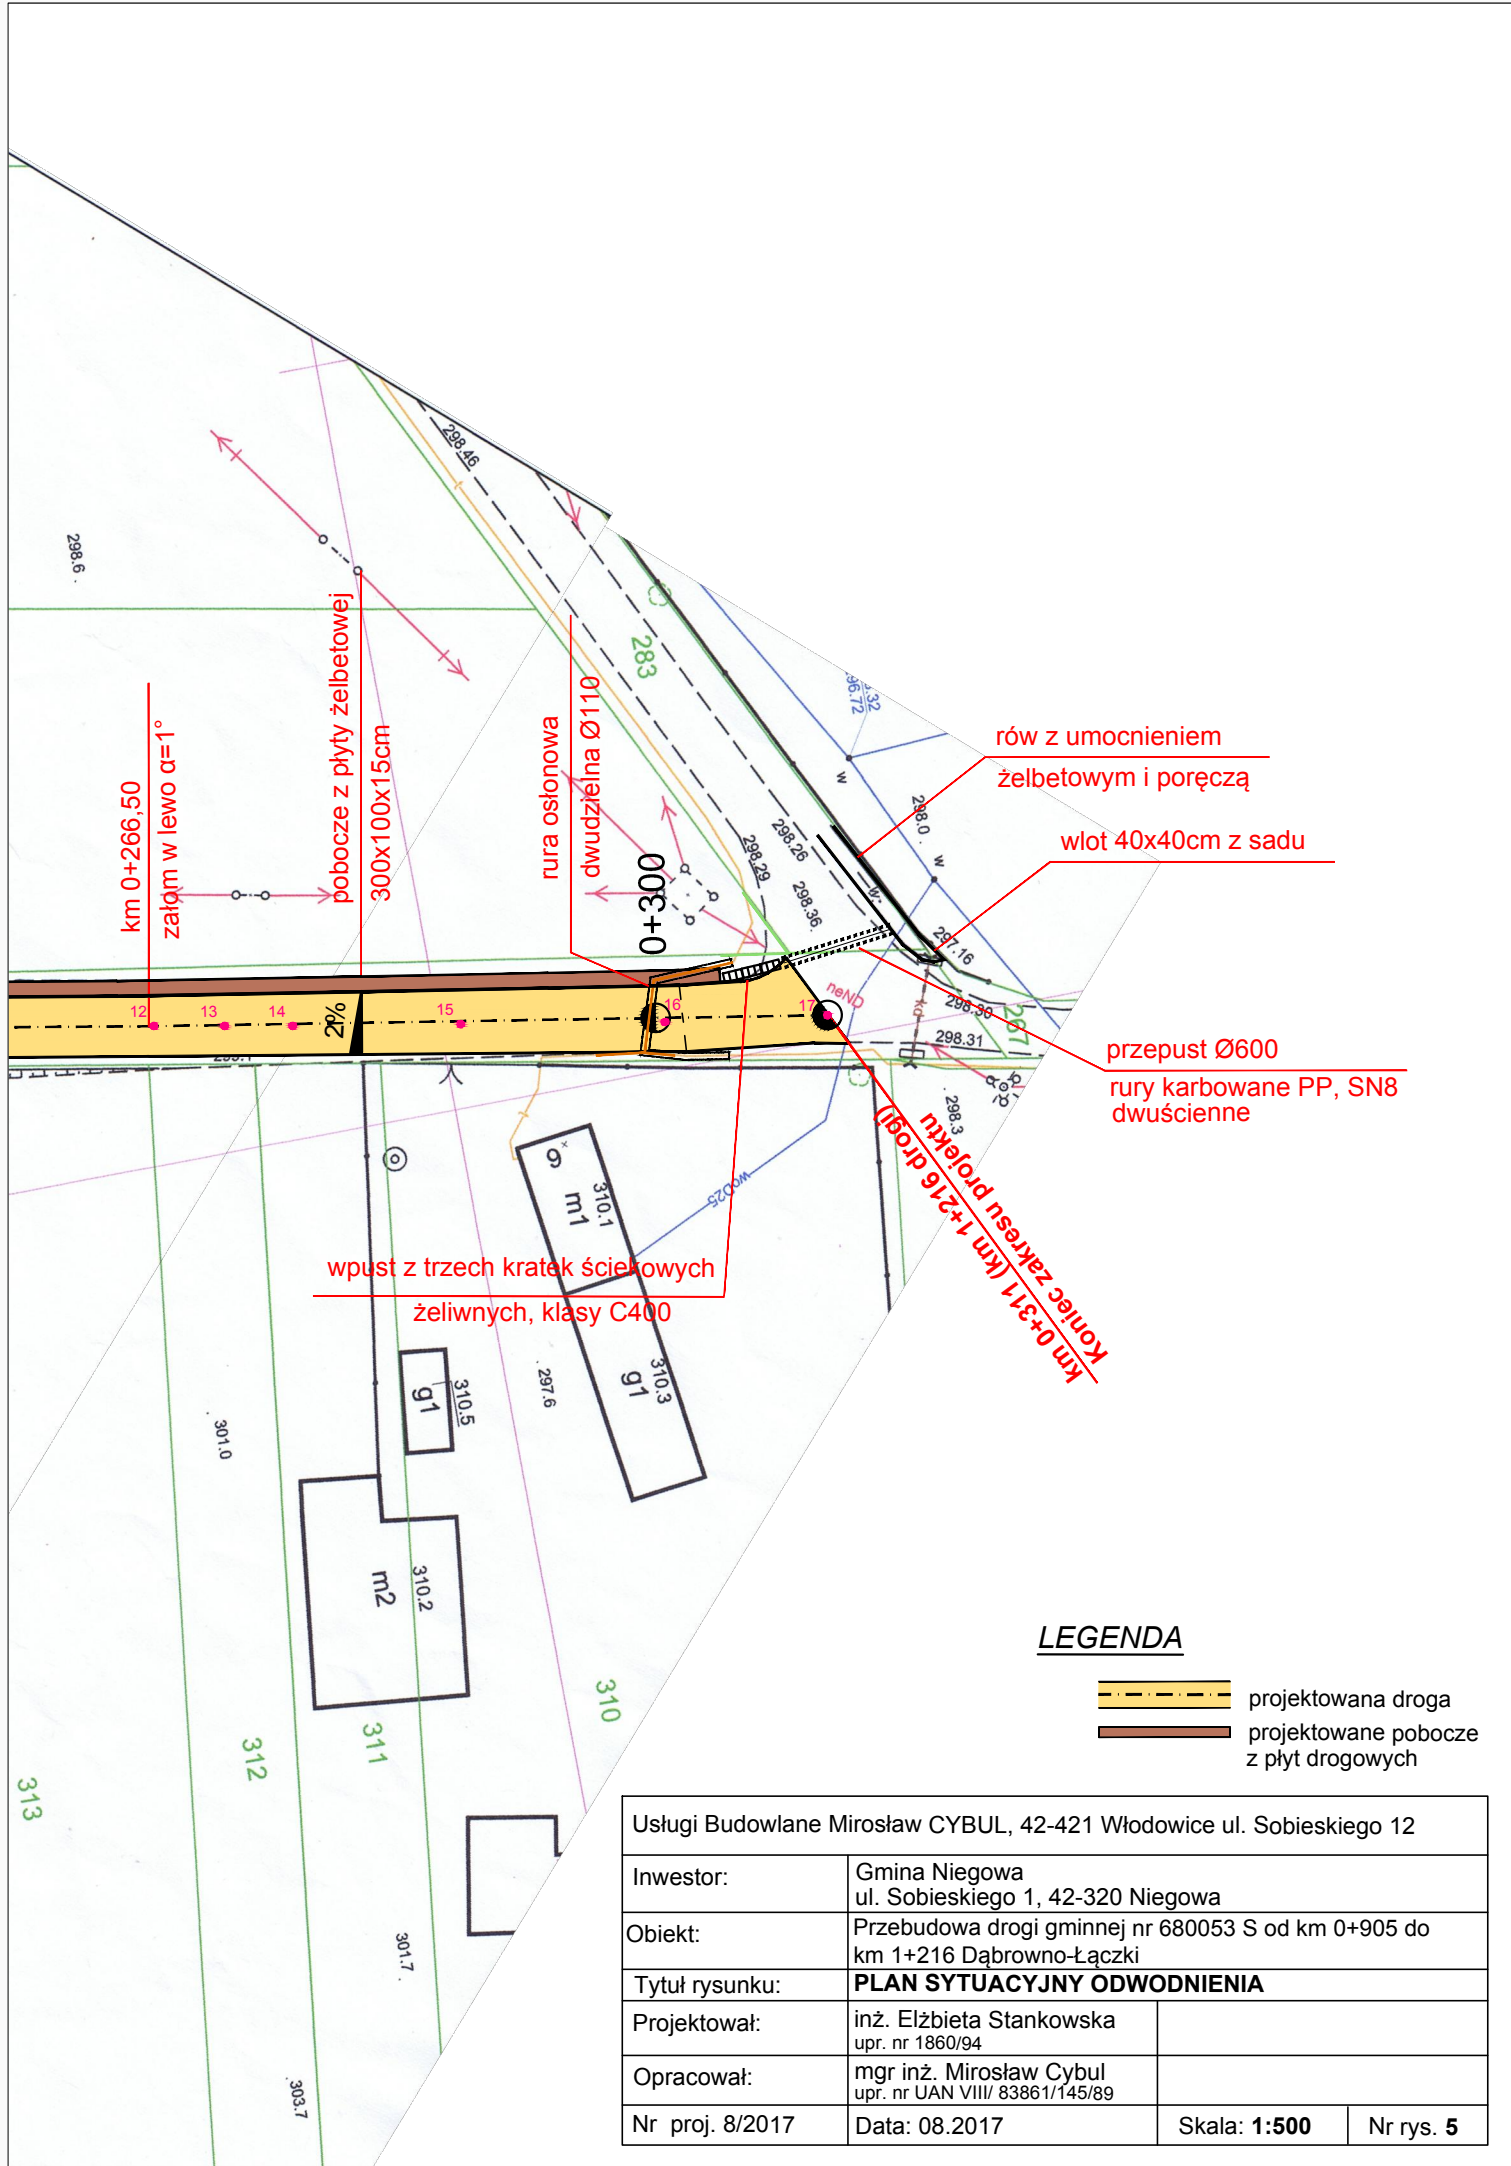 298.46
298.6
283
km 0+266,50
załom w lewo α=1°
pobocze z płyty żelbetowej
300x100x15cm
rura osłonowa
dwudzielna Ø110
0+300
96.72
w
298.0
w
rów z umocnieniem
żelbetowym i poręczą
wlot 40x40cm z sadu
298.29
298.26
298.36
w
297.16
12
13
14
2%
15
16
17
neND
kd
298.30
298.31
267
298.3
przepust Ø600
rury karbowane PP, SN8
dwuścienne
Koniec zakresu projektu
km 0+311 (km 1+216 drogi)
9
m1
310.1
woD25
wpust z trzech kratek ściekowych
żeliwnych, klasy C400
g1
310.5
297.6
g1
310.3
301.0
m2
310.2
310
311
312
313
301.7
303.7
LEGENDA
projektowana droga
projektowane pobocze
z płyt drogowych
Usługi Budowlane Mirosław CYBUL, 42-421 Włodowice ul. Sobieskiego 12
Inwestor:
Gmina Niegowa
ul. Sobieskiego 1, 42-320 Niegowa
Obiekt:
Przebudowa drogi gminnej nr 680053 S od km 0+905 do
km 1+216 Dąbrowno-Łączki
Tytuł rysunku:
PLAN SYTUACYJNY ODWODNIENIA
Projektował:
inż. Elżbieta Stankowska
upr. nr 1860/94
Opracował:
mgr inż. Mirosław Cybul
upr. nr UAN VIII/ 83861/145/89
Nr proj. 8/2017
Data: 08.2017
Skala: 1:500
Nr rys. 5